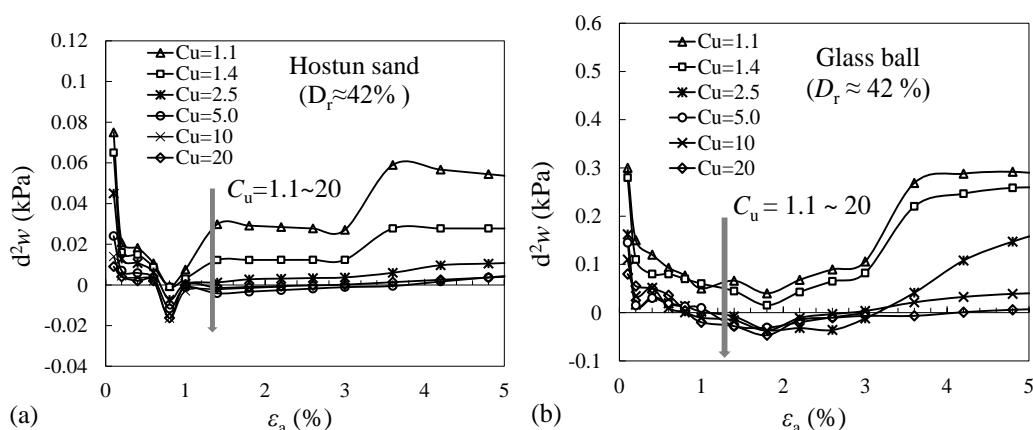 0.12
0.1
0.08
0.06
0.04
0.02
0
-0.02
-0.04
d²w (kPa)
Cu=1.1
Cu=1.4
Cu=2.5
Cu=5.0
Cu=10
Cu=20
Hostun sand
(Dr≈42% )
Cu=1.1~20
0 1 2 3 4 5
(a)
εa (%)
0.6
0.5
0.4
0.3
0.2
0.1
0
-0.1
d²w (kPa)
Cu=1.1
Cu=1.4
Cu=2.5
Cu=5.0
Cu=10
Cu=20
Glass ball
(Dr ≈ 42 %)
Cu = 1.1 ~ 20
0 1 2 3 4 5
(b)
εa (%)